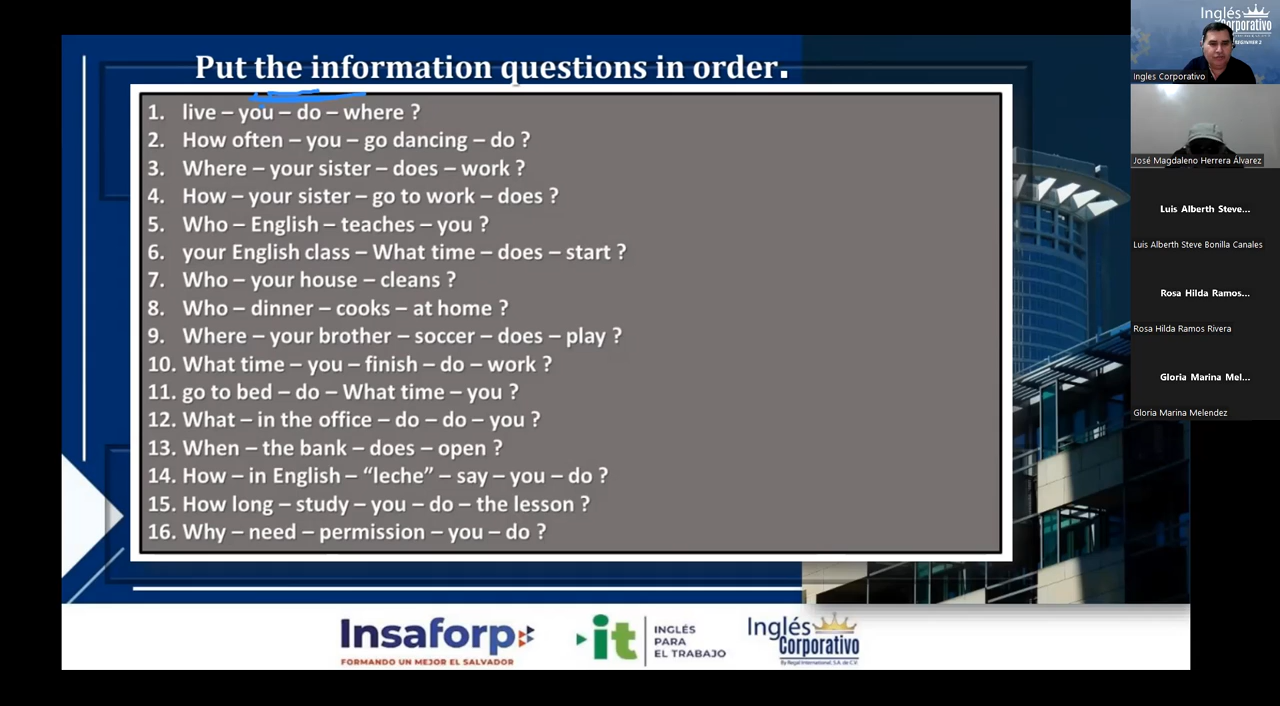 Put the information questions in order.
1. live – you – do – where ?
2. How often – you – go dancing – do ?
3. Where – your sister – does – work ?
4. How – your sister – go to work – does ?
5. Who – English – teaches – you ?
6. your English class – What time – does – start ?
7. Who – your house – cleans ?
8. Who – dinner – cooks – at home ?
9. Where – your brother – soccer – does – play ?
10. What time – you – finish – do – work ?
11. go to bed – do – What time – you ?
12. What – in the office – do – do – you ?
13. When – the bank – does – open ?
14. How – in English – “leche” – say – you – do ?
15. How long – study – you – do – the lesson ?
16. Why – need – permission – you – do ?
Insaforp
FORMANDO UN MEJOR EL SALVADOR
it
INGLÉS
PARA
EL TRABAJO
Inglés
Corporativo
By Regal International, S.A. de C.V.
Inglés
Corporativo
BEGINNER 2
Ingles Corporativo
José Magdaleno Herrera Álvarez
Luis Alberth Steve...
Luis Alberth Steve Bonilla Canales
Rosa Hilda Ramos...
Rosa Hilda Ramos Rivera
Gloria Marina Mel...
Gloria Marina Melendez